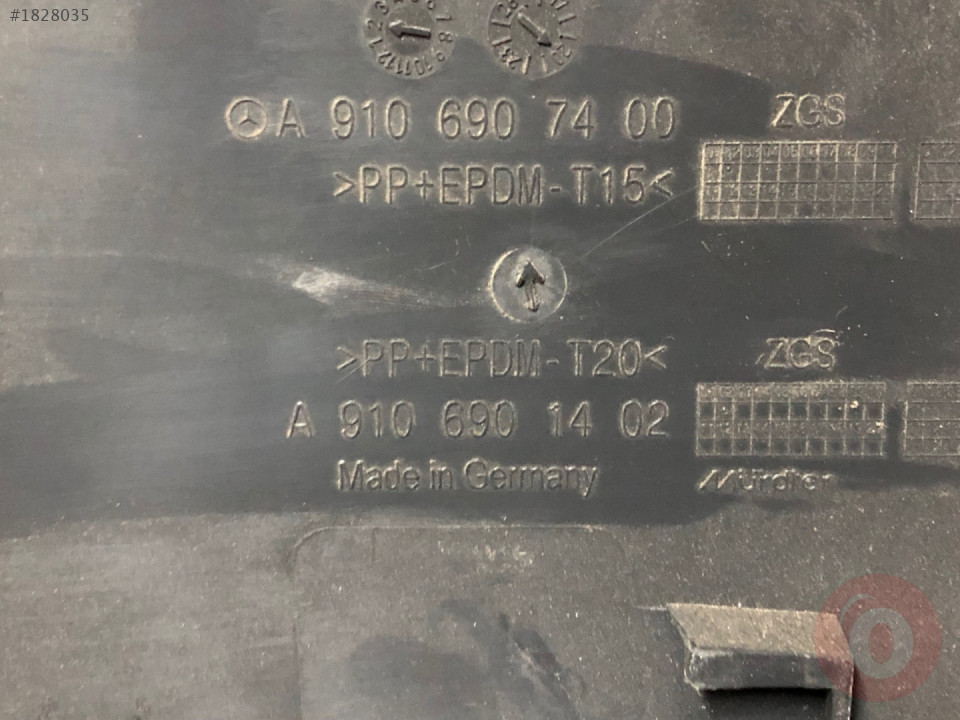 #1828035
A 910 690 74 00
ZGS
>PP+EPDM-T15<
>PP+EPDM-T20<
ZGS
A 910 690 14 02
Made in Germany